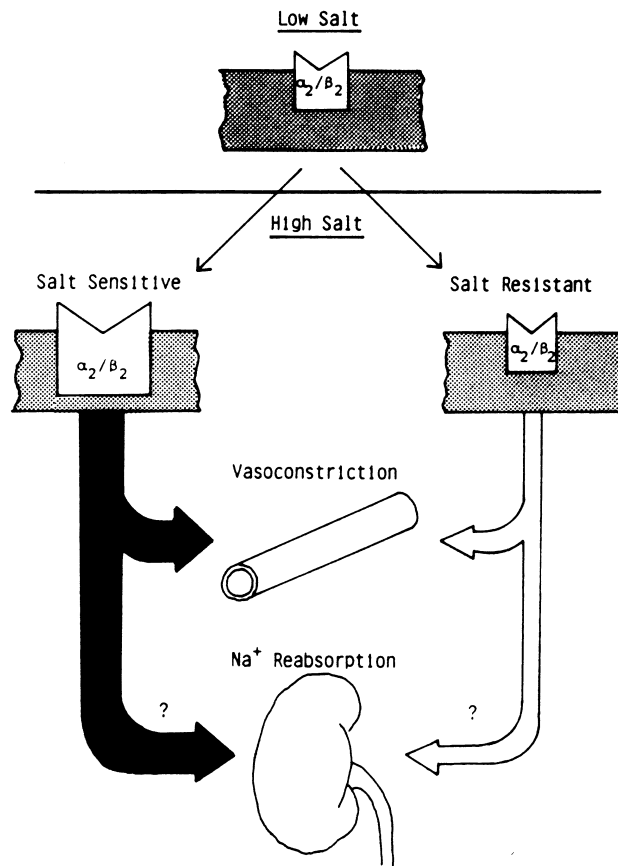 Low Salt
α₂/β₂
High Salt
Salt Sensitive
Salt Resistant
α₂/β₂
α₂/β₂
Vasoconstriction
Na⁺ Reabsorption
?
?